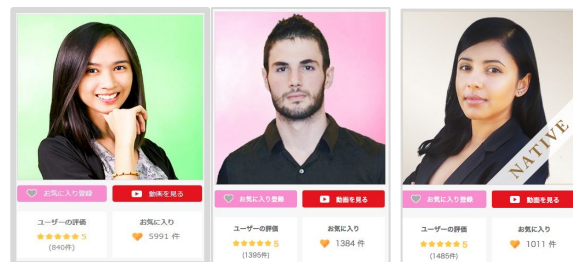 お気に入り登録
動画を見る
ユーザーの評価
お気に入り
★★★★★ 5
5991 件
(840件)
お気に入り登録
動画を見る
ユーザーの評価
お気に入り
★★★★★ 5
1384 件
(1395件)
NATIVE
お気に入り登録
動画を見る
ユーザーの評価
お気に入り
★★★★★ 5
1011 件
(1485件)